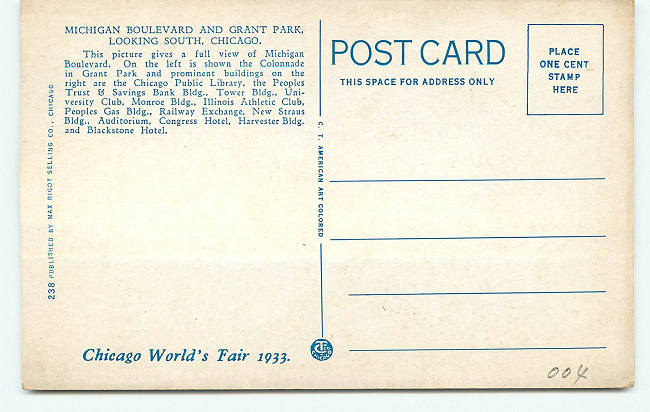 MICHIGAN BOULEVARD AND GRANT PARK,
LOOKING SOUTH, CHICAGO.
This picture gives a full view of Michigan
Boulevard. On the left is shown the Colonnade
in Grant Park and prominent buildings on the
right are the Chicago Public Library, the Peoples
Trust & Savings Bank Bldg., Tower Bldg., Uni-
versity Club, Monroe Bldg., Illinois Athletic Club,
Peoples Gas Bldg., Railway Exchange, New Straus
Bldg., Auditorium, Congress Hotel, Harvester Bldg.
and Blackstone Hotel.
238 PUBLISHED BY MAX RIGOT SELLING CO., CHICAGO
Chicago World's Fair 1933.
C. T. AMERICAN ART COLORED
POST CARD
THIS SPACE FOR ADDRESS ONLY
PLACE
ONE CENT
STAMP
HERE
004